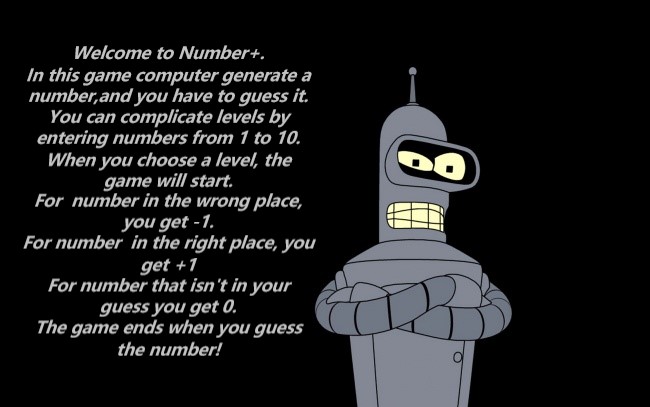 Welcome to Number+.
In this game computer generate a
number,and you have to guess it.
You can complicate levels by
entering numbers from 1 to 10.
When you choose a level, the
game will start.
For  number in the wrong place,
you get -1.
For number  in the right place, you
get +1
For number that isn't in your
guess you get 0.
The game ends when you guess
the number!